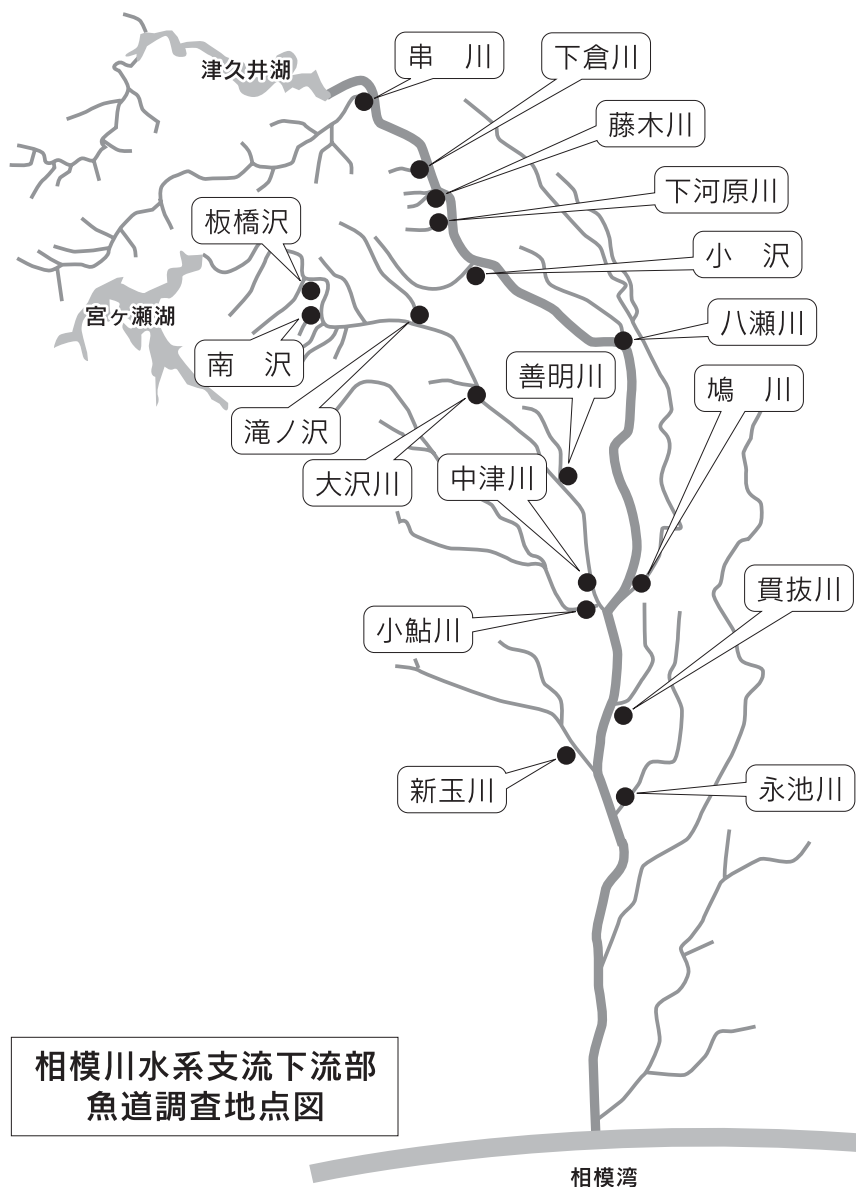 津久井湖
串　川
下倉川
藤木川
下河原川
板橋沢
小　沢
宮ヶ瀬湖
八瀬川
南　沢
善明川
鳩　川
滝ノ沢
大沢川
中津川
貫抜川
小鮎川
新玉川
永池川
相模川水系支流下流部
魚道調査地点図
相模湾